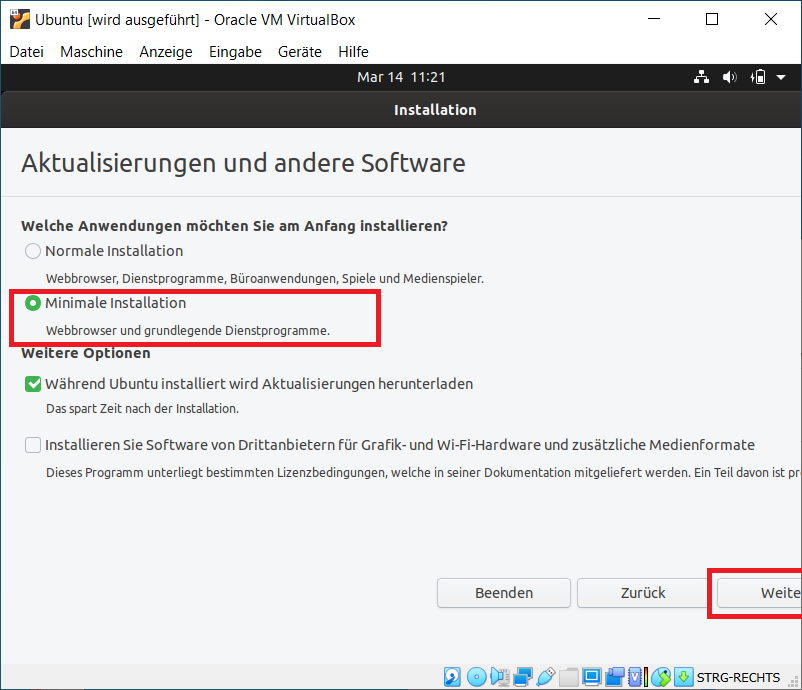 Ubuntu [wird ausgeführt] - Oracle VM VirtualBox
Datei Maschine Anzeige Eingabe Geräte Hilfe
Mar 14 11:21
Installation
Aktualisierungen und andere Software
Welche Anwendungen möchten Sie am Anfang installieren?
Normale Installation
Webbrowser, Dienstprogramme, Büroanwendungen, Spiele und Medienspieler.
Minimale Installation
Webbrowser und grundlegende Dienstprogramme.
Weitere Optionen
Während Ubuntu installiert wird Aktualisierungen herunterladen
Das spart Zeit nach der Installation.
Installieren Sie Software von Drittanbietern für Grafik- und Wi-Fi-Hardware und zusätzliche Medienformate
Dieses Programm unterliegt bestimmten Lizenzbedingungen, welche in seiner Dokumentation mitgeliefert werden. Ein Teil davon ist pr
Beenden Zurück Weite
STRG-RECHTS